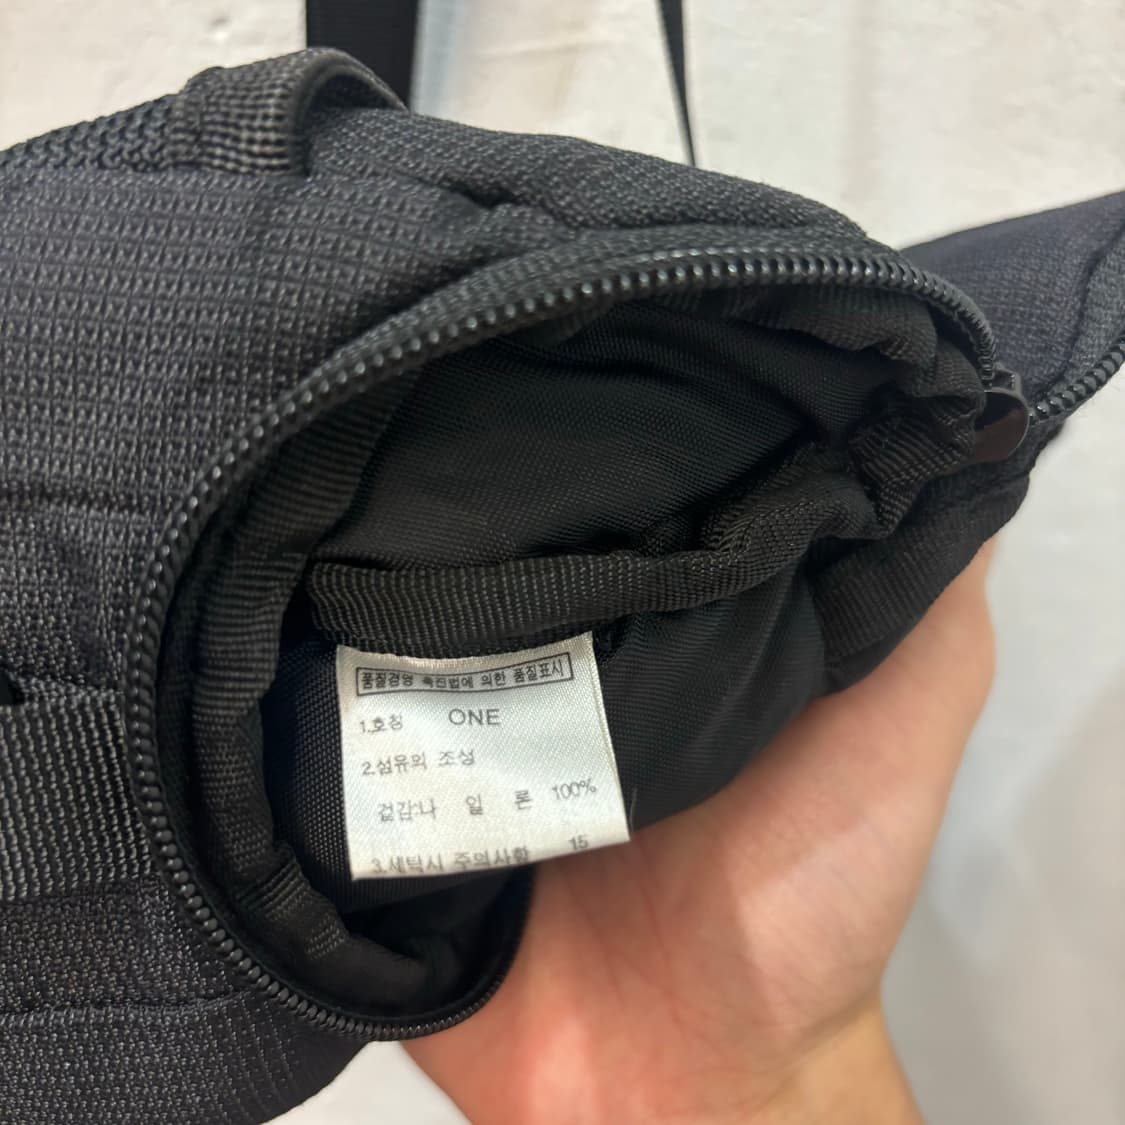 품질경영 촉진법에 의한 품질표시
1.호칭 ONE
2.섬유의 조성
겉감:나 일 론 100%
3.세탁시 주의사항 15